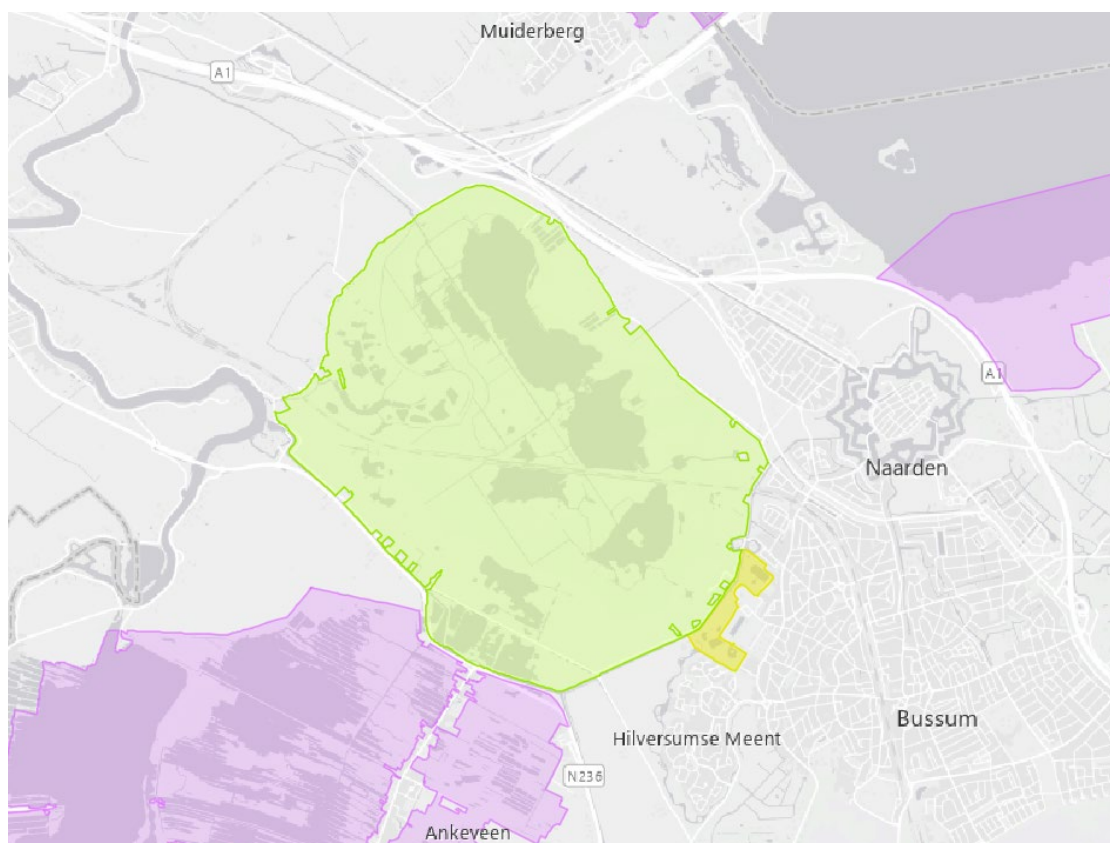 Muiderberg
A1
A1
Naarden
Bussum
Hilversumse Meent
N236
Ankeveen